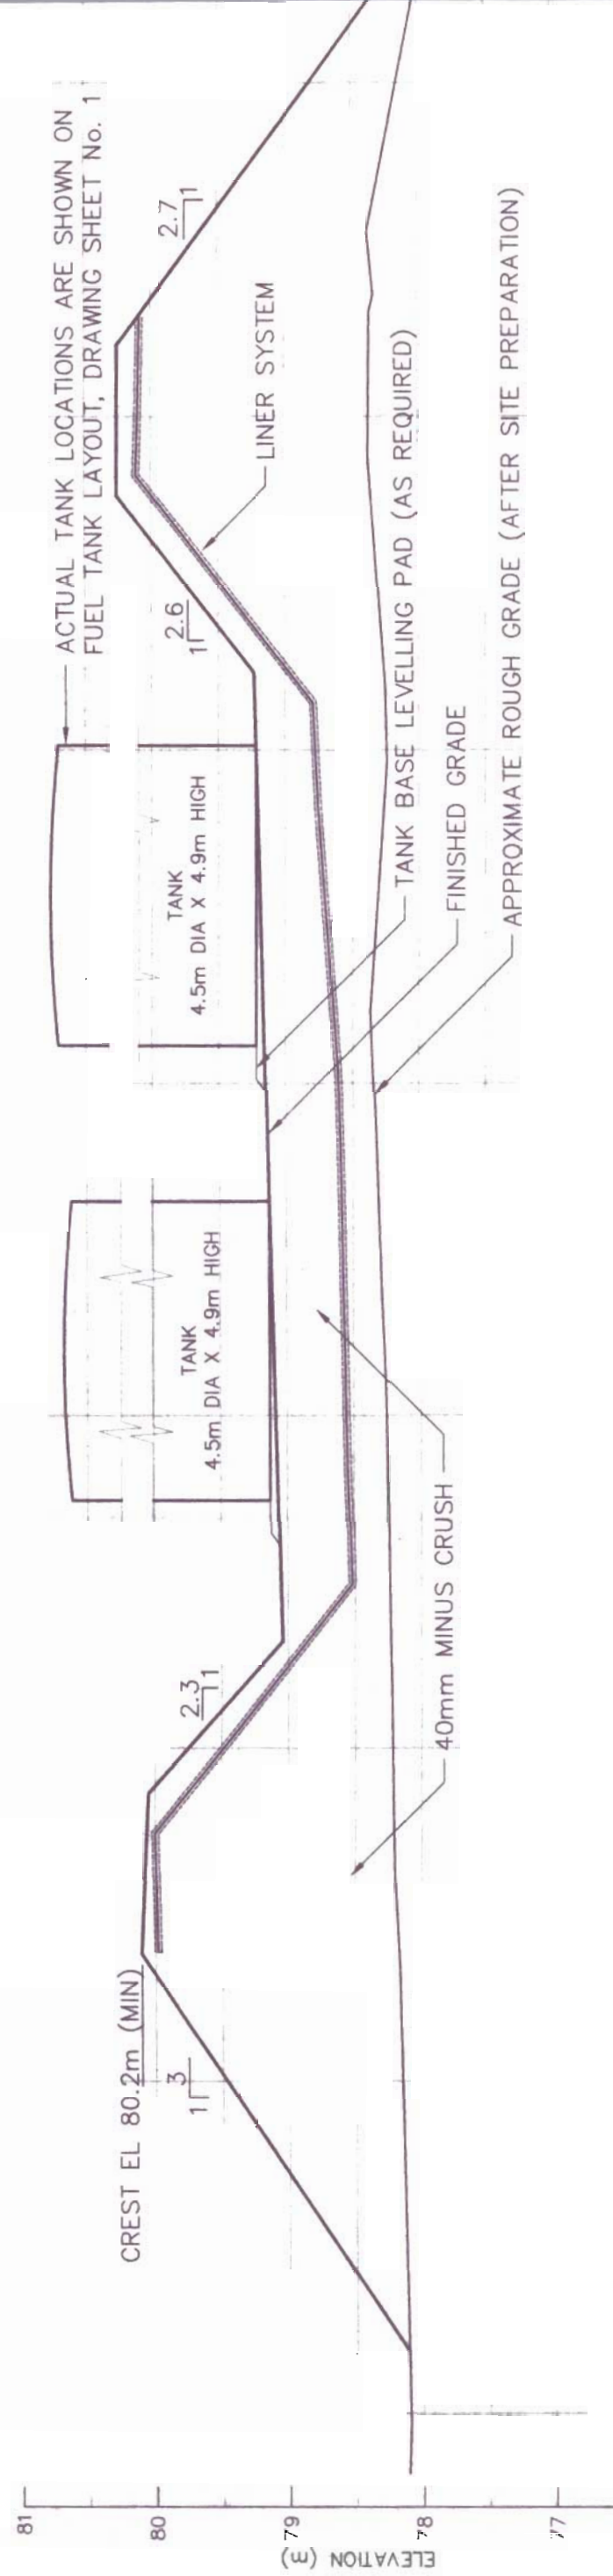 ACTUAL TANK LOCATIONS ARE SHOWN ON
FUEL TANK LAYOUT, DRAWING SHEET No. 1
CREST EL 80.2m (MIN)
1
3
2.3
1
TANK
4.5m DIA X 4.9m HIGH
TANK
4.5m DIA X 4.9m HIGH
1
2.6
2.7
1
LINER SYSTEM
TANK BASE LEVELLING PAD (AS REQUIRED)
FINISHED GRADE
APPROXIMATE ROUGH GRADE (AFTER SITE PREPARATION)
40mm MINUS CRUSH
81
80
79
78
77
ELEVATION (m)